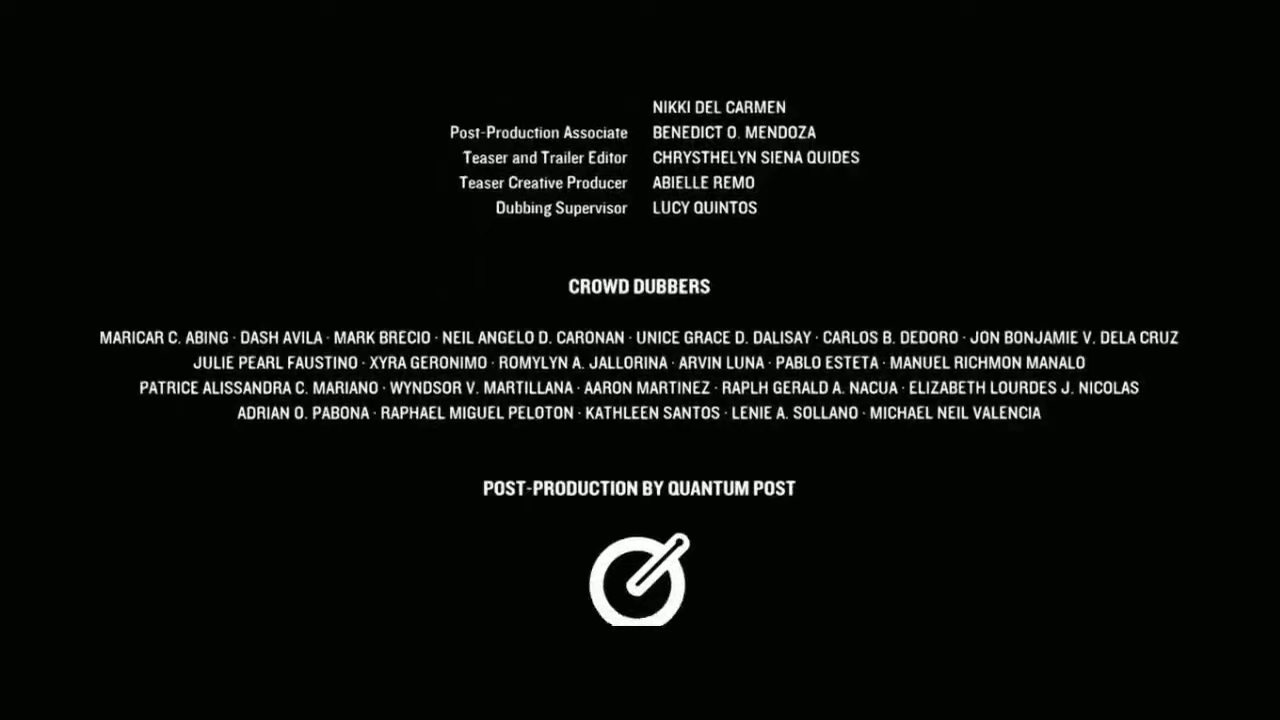 NIKKI DEL CARMEN
Post-Production Associate BENEDICT O. MENDOZA
Teaser and Trailer Editor CHRYSTHELYN SIENA QUIDES
Teaser Creative Producer ABIELLE REMO
Dubbing Supervisor LUCY QUINTOS
CROWD DUBBERS
MARICAR C. ABING · DASH AVILA · MARK BRECIO · NEIL ANGELO D. CARONAN · UNICE GRACE D. DALISAY · CARLOS B. DEDORO · JON BONJAMIE V. DELA CRUZ
JULIE PEARL FAUSTINO · XYRA GERONIMO · ROMYLYN A. JALLORINA · ARVIN LUNA · PABLO ESTETA · MANUEL RICHMON MANALO
PATRICE ALISSANDRA C. MARIANO · WYNDSOR V. MARTILLANA · AARON MARTINEZ · RAPLH GERALD A. NACUA · ELIZABETH LOURDES J. NICOLAS
ADRIAN O. PABONA · RAPHAEL MIGUEL PELOTON · KATHLEEN SANTOS · LENIE A. SOLLANO · MICHAEL NEIL VALENCIA
POST-PRODUCTION BY QUANTUM POST